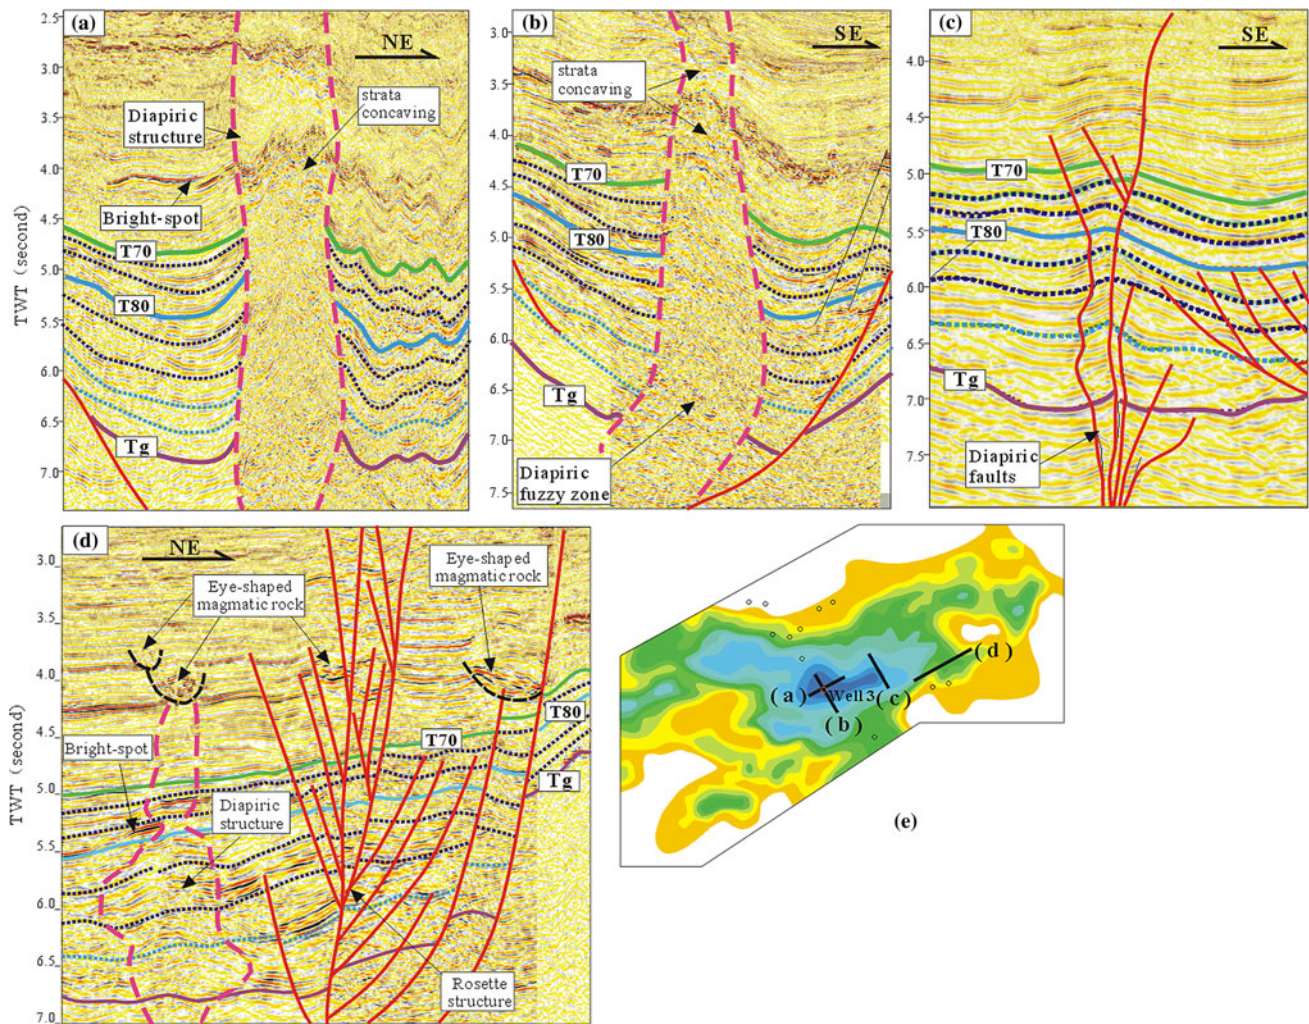 (a)
NE
2.5
3.0
3.5
4.0
4.5
5.0
5.5
6.0
6.5
7.0
TWT (second)
Diapiric
structure
strata
concaving
Bright-spot
T70
T80
Tg
(b)
SE
3.0
3.5
4.0
4.5
5.0
5.5
6.0
6.5
7.0
7.5
strata
concaving
T70
T80
Tg
Diapiric
fuzzy zone
(c)
SE
4.0
4.5
5.0
5.5
6.0
6.5
7.0
7.5
T70
T80
Tg
Diapiric
faults
(d)
NE
3.0
3.5
4.0
4.5
5.0
5.5
6.0
6.5
7.0
TWT (second)
Eye-shaped
magmatic rock
Eye-shaped
magmatic rock
T80
T70
Tg
Bright-spot
Diapiric
structure
Rosette
structure
(a)
Well 3
(b)
(c)
(d)
(e)